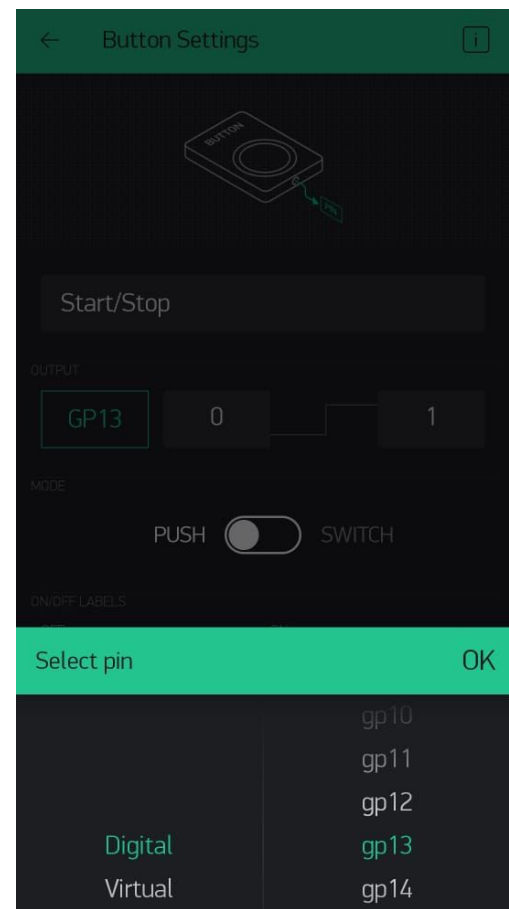 ← Button Settings i
BUTTON
PIN
Start/Stop
OUTPUT
GP13 0 1
MODE
PUSH SWITCH
ON/OFF LABELS
Select pin OK
gp10
gp11
gp12
Digital gp13
Virtual gp14